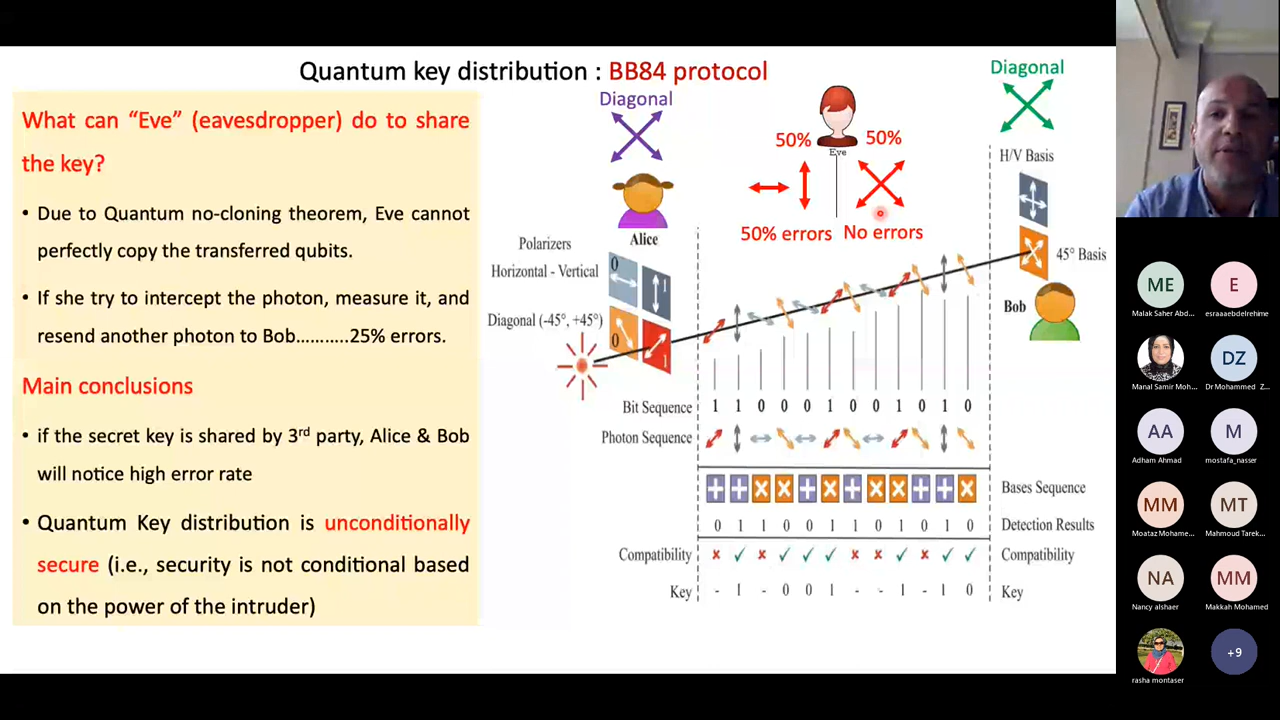 Quantum key distribution : BB84 protocol
What can “Eve” (eavesdropper) do to share
the key?
• Due to Quantum no-cloning theorem, Eve cannot
perfectly copy the transferred qubits.
• If she try to intercept the photon, measure it, and
resend another photon to Bob………..25% errors.
Main conclusions
• if the secret key is shared by 3rd party, Alice & Bob
will notice high error rate
• Quantum Key distribution is unconditionally
secure (i.e., security is not conditional based
on the power of the intruder)
Diagonal
Alice
Polarizers
Horizontal - Vertical
Diagonal (-45°, +45°)
0
1
0
1
50%
50%
Eve
50% errors
No errors
Diagonal
H/V Basis
45° Basis
Bob
Bit Sequence 1 1 0 0 0 1 0 0 1 0 1 0
Photon Sequence
Bases Sequence
0 1 1 0 0 1 1 0 1 0 1 0 Detection Results
Compatibility × ✓ × ✓ ✓ ✓ × × ✓ × ✓ ✓ Compatibility
Key - 1 - 0 0 1 - - 1 - 1 0 Key
ME
Malak Saher Abd...
E
esraaaebdelrehime
Manal Samir Moh...
DZ
Dr Mohammed Z...
AA
Adham Ahmad
M
mostafa_nasser
MM
Moataz Mohame...
MT
Mahmoud Tarek...
NA
Nancy alshaer
MM
Makkah Mohamed
rasha montaser
+9